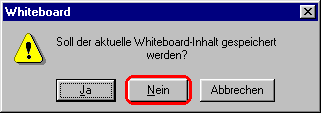 Whiteboard
Soll der aktuelle Whiteboard-Inhalt gespeichert
werden?
Ja
Nein
Abbrechen